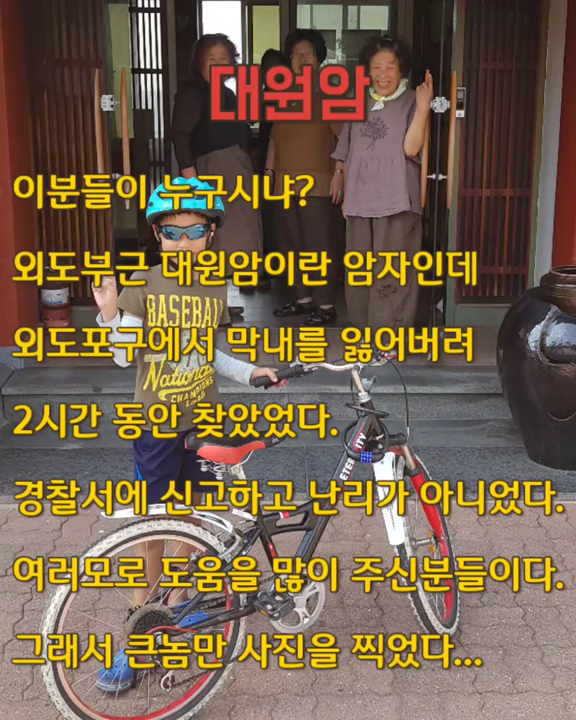 대원암
이분들이 누구시냐?
외도부근 대원암이란 암자인데
BASEBALL
외도포구에서 막내를 잃어버려
National
CHAMPIONS
2시간 동안 찾았었다.
ETERNITY
경찰서에 신고하고 난리가 아니었다.
여러모로 도움을 많이 주신분들이다.
그래서 큰놈만 사진을 찍었다...